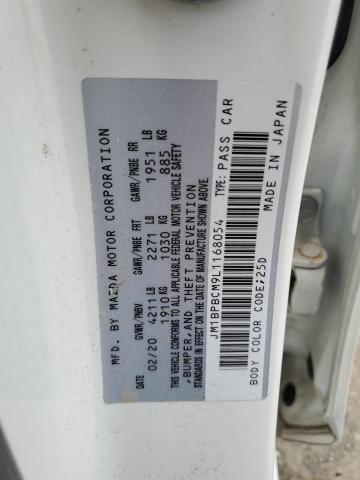 MFD. BY MAZDA MOTOR CORPORATION
DATE GVWR/PNBV GAWR/PNBE FRT GAWR/PNBE RR
02/20 4211 LB 2271 LB 1951 LB
1910 KG 1030 KG 885 KG
THIS VEHICLE CONFORMS TO ALL APPLICABLE FEDERAL MOTOR VEHICLE SAFETY
,BUMPER,AND THEFT PREVENTION
STANDARDS IN EFFECT ON THE DATE OF MANUFACTURE SHOWN ABOVE.
JM1BPBCM9L1168054 TYPE: PASS CAR
BODY COLOR CODE;25D MADE IN JAPAN